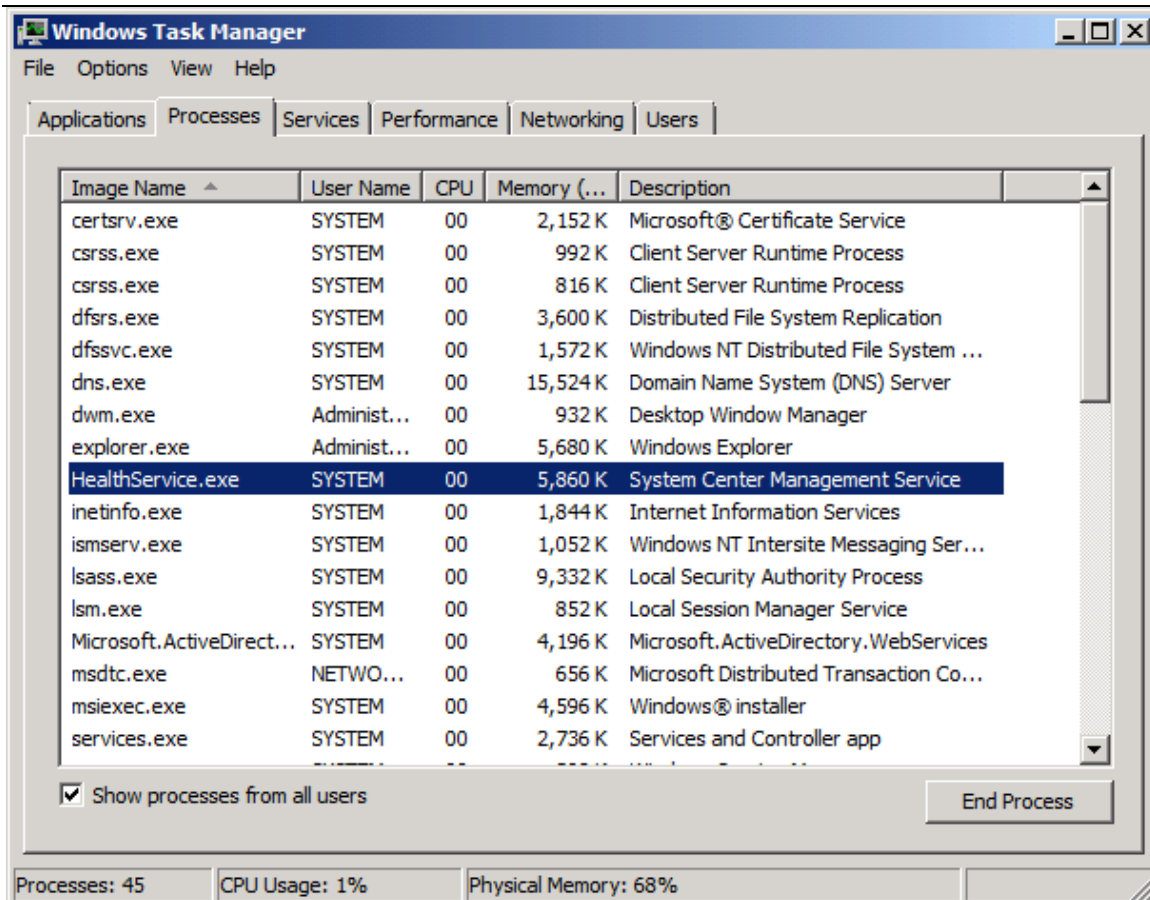 Windows Task Manager
File Options View Help
Applications Processes Services Performance Networking Users
Image Name User Name CPU Memory (... Description
certsrv.exe SYSTEM 00 2,152 K Microsoft® Certificate Service
csrss.exe SYSTEM 00 992 K Client Server Runtime Process
csrss.exe SYSTEM 00 816 K Client Server Runtime Process
dfsrs.exe SYSTEM 00 3,600 K Distributed File System Replication
dfssvc.exe SYSTEM 00 1,572 K Windows NT Distributed File System ...
dns.exe SYSTEM 00 15,524 K Domain Name System (DNS) Server
dwm.exe Administ... 00 932 K Desktop Window Manager
explorer.exe Administ... 00 5,680 K Windows Explorer
HealthService.exe SYSTEM 00 5,860 K System Center Management Service
inetinfo.exe SYSTEM 00 1,844 K Internet Information Services
ismserv.exe SYSTEM 00 1,052 K Windows NT Intersite Messaging Ser...
lsass.exe SYSTEM 00 9,332 K Local Security Authority Process
lsm.exe SYSTEM 00 852 K Local Session Manager Service
Microsoft.ActiveDirect... SYSTEM 00 4,196 K Microsoft.ActiveDirectory.WebServices
msdtc.exe NETWO... 00 656 K Microsoft Distributed Transaction Co...
msiexec.exe SYSTEM 00 4,596 K Windows® installer
services.exe SYSTEM 00 2,736 K Services and Controller app
Show processes from all users
End Process
Processes: 45 CPU Usage: 1% Physical Memory: 68%